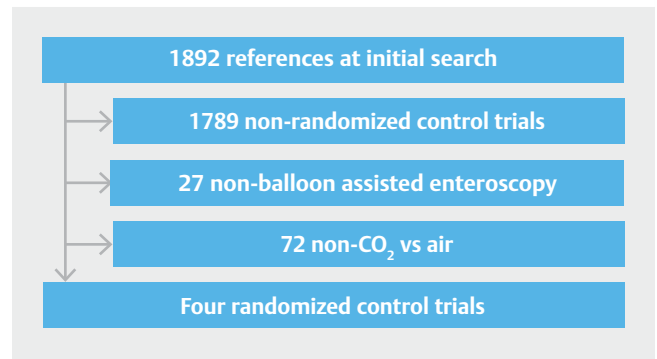 1892 references at initial search
1789 non-randomized control trials
27 non-balloon assisted enteroscopy
72 non-CO₂ vs air
Four randomized control trials